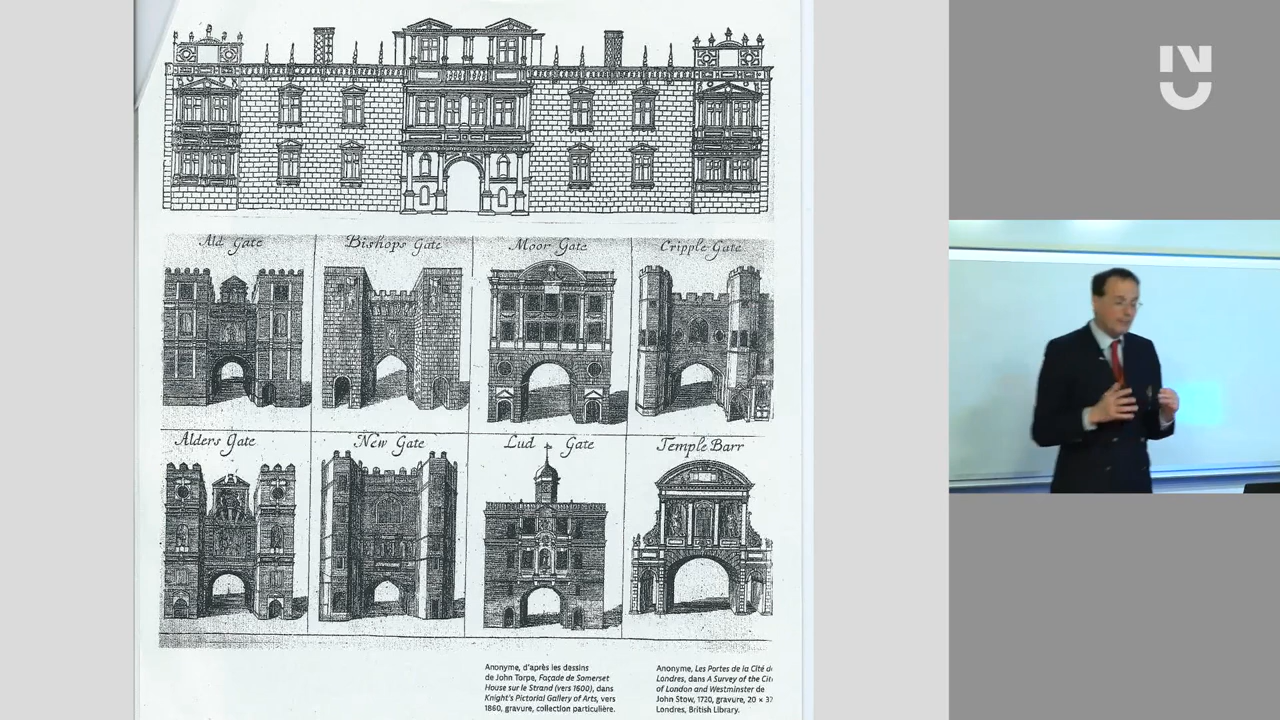 Ald Gate
Bishops Gate
Moor Gate
Cripple Gate
Alders Gate
New Gate
Lud Gate
Temple Barr
Anonyme, d'après les dessins
de John Torpe, Façade de Somerset
House sur le Strand (vers 1600), dans
Knight's Pictorial Gallery of Arts, vers
1860, gravure, collection particulière.
Anonyme, Les Portes de la Cité de
Londres, dans A Survey of the Cit
of London and Westminster de
John Stow, 1720, gravure, 20 × 3
Londres, British Library.